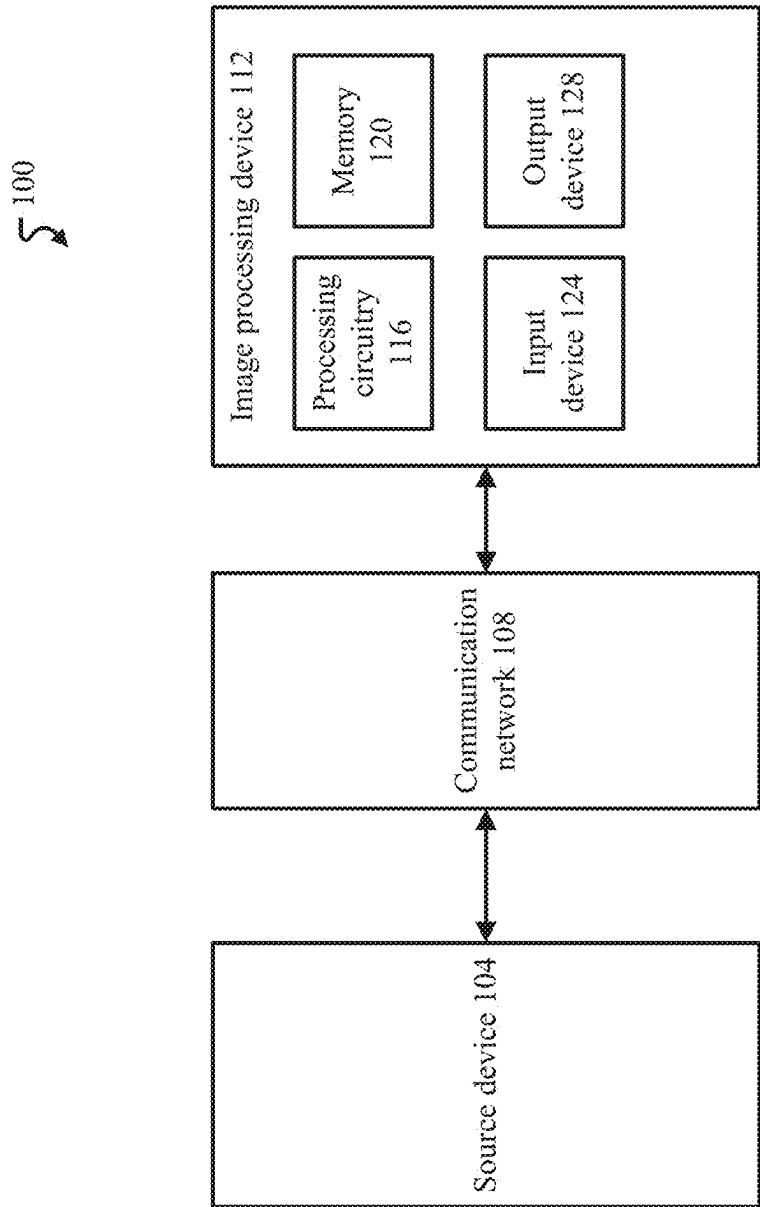 100
Source device 104
Communication
network 108
Image processing device 112
Processing
circuitry
116
Memory
120
Input
device 124
Output
device 128